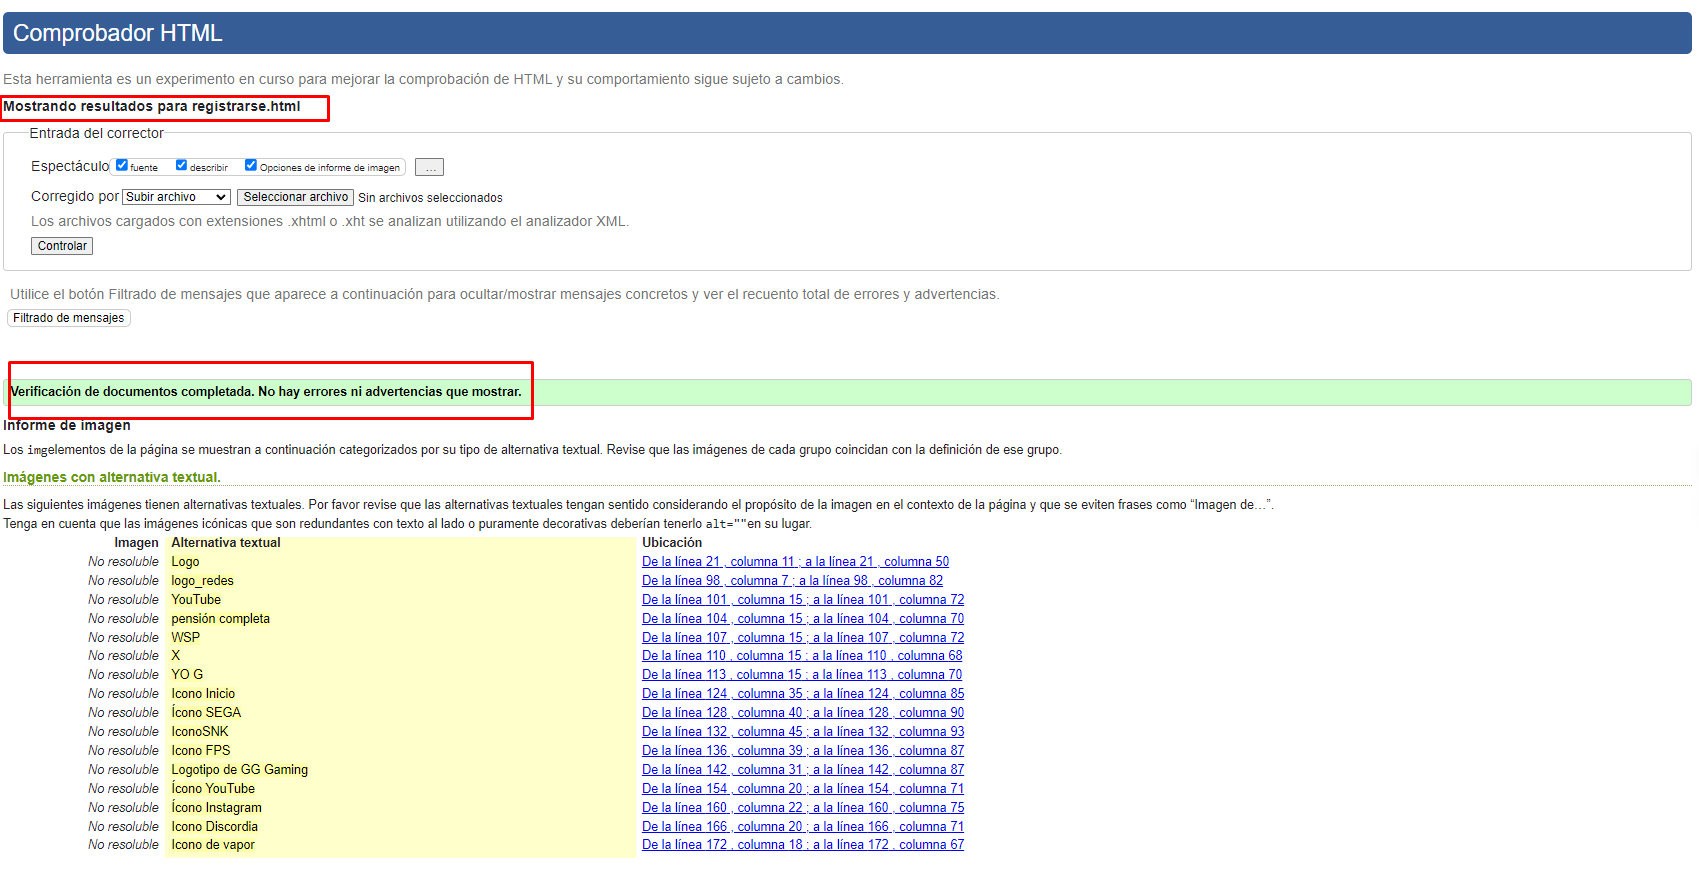 Comprobador HTML
Esta herramienta es un experimento en curso para mejorar la comprobación de HTML y su comportamiento sigue sujeto a cambios.
Mostrando resultados para registrarse.html
Entrada del corrector
Espectáculo fuente describir Opciones de informe de imagen ...
Corregido por Subir archivo Seleccionar archivo Sin archivos seleccionados
Los archivos cargados con extensiones .xhtml o .xht se analizan utilizando el analizador XML.
Controlar
Utilice el botón Filtrado de mensajes que aparece a continuación para ocultar/mostrar mensajes concretos y ver el recuento total de errores y advertencias.
Filtrado de mensajes
Verificación de documentos completada. No hay errores ni advertencias que mostrar.
Informe de imagen
Los imgelementos de la página se muestran a continuación categorizados por su tipo de alternativa textual. Revise que las imágenes de cada grupo coincidan con la definición de ese grupo.
Imágenes con alternativa textual.
Las siguientes imágenes tienen alternativas textuales. Por favor revise que las alternativas textuales tengan sentido considerando el propósito de la imagen en el contexto de la página y que se eviten frases como “Imagen de…”.
Tenga en cuenta que las imágenes icónicas que son redundantes con texto al lado o puramente decorativas deberían tenerlo alt=""en su lugar.
Imagen Alternativa textual Ubicación
No resoluble Logo De la línea 21 , columna 11 ; a la línea 21 , columna 50
No resoluble logo_redes De la línea 98 , columna 7 ; a la línea 98 , columna 82
No resoluble YouTube De la línea 101 , columna 15 ; a la línea 101 , columna 72
No resoluble pensión completa De la línea 104 , columna 15 ; a la línea 104 , columna 70
No resoluble WSP De la línea 107 , columna 15 ; a la línea 107 , columna 72
No resoluble X De la línea 110 , columna 15 ; a la línea 110 , columna 68
No resoluble YO G De la línea 113 , columna 15 ; a la línea 113 , columna 70
No resoluble Icono Inicio De la línea 124 , columna 35 ; a la línea 124 , columna 85
No resoluble Ícono SEGA De la línea 128 , columna 40 ; a la línea 128 , columna 90
No resoluble IconoSNK De la línea 132 , columna 45 ; a la línea 132 , columna 93
No resoluble Icono FPS De la línea 136 , columna 39 ; a la línea 136 , columna 87
No resoluble Logotipo de GG Gaming De la línea 142 , columna 31 ; a la línea 142 , columna 87
No resoluble Ícono YouTube De la línea 154 , columna 20 ; a la línea 154 , columna 71
No resoluble Ícono Instagram De la línea 160 , columna 22 ; a la línea 160 , columna 75
No resoluble Icono Discordia De la línea 166 , columna 20 ; a la línea 166 , columna 71
No resoluble Icono de vapor De la línea 172 , columna 18 ; a la línea 172 , columna 67